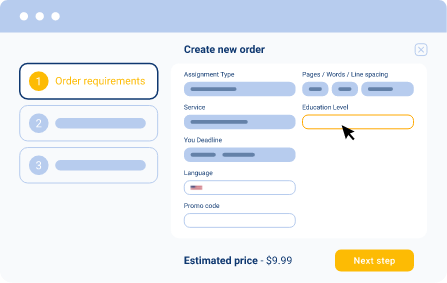 Create new order
1 Order requirements
2
3
Assignment Type
Pages / Words / Line spacing
Service
Education Level
You Deadline
Language
Promo code
Estimated price - $9.99
Next step